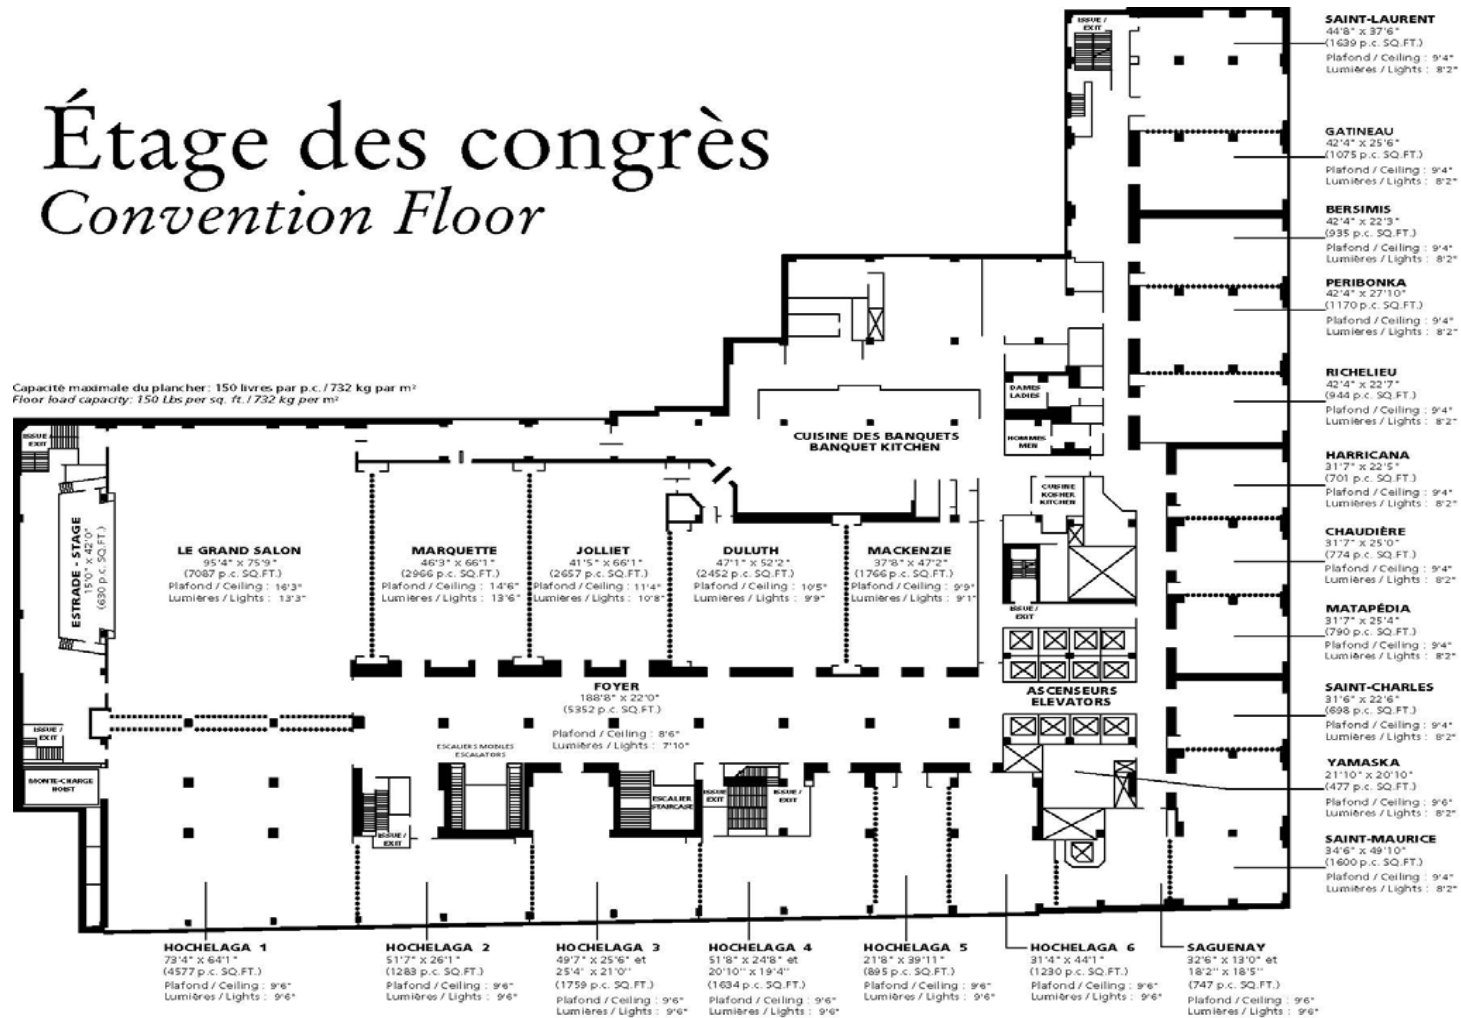 Étage des congrès
Convention Floor
Capacité maximale du plancher: 150 livres par p.c. / 732 kg par m²
Floor load capacity: 150 Lbs per sq. ft. / 732 kg per m²
ISSUE / EXIT
SAINT-LAURENT
44'8" x 37'6"
(1639 p.c. SQ.FT.)
Plafond / Ceiling : 9'4"
Lumières / Lights : 8'2"
GATINEAU
42'4" x 25'6"
(1075 p.c. SQ.FT.)
Plafond / Ceiling : 9'4"
Lumières / Lights : 8'2"
BERSIMIS
42'4" x 22'3"
(935 p.c. SQ.FT.)
Plafond / Ceiling : 9'4"
Lumières / Lights : 8'2"
PERIBONKA
42'4" x 27'10"
(1170 p.c. SQ.FT.)
Plafond / Ceiling : 9'4"
Lumières / Lights : 8'2"
RICHELIEU
42'4" x 22'7"
(944 p.c. SQ.FT.)
Plafond / Ceiling : 9'4"
Lumières / Lights : 8'2"
HARRICANA
31'7" x 22'5"
(701 p.c. SQ.FT.)
Plafond / Ceiling : 9'4"
Lumières / Lights : 8'2"
CHAUDIÈRE
31'7" x 25'0"
(774 p.c. SQ.FT.)
Plafond / Ceiling : 9'4"
Lumières / Lights : 8'2"
MATAPÉDIA
31'7" x 25'4"
(790 p.c. SQ.FT.)
Plafond / Ceiling : 9'4"
Lumières / Lights : 8'2"
SAINT-CHARLES
31'6" x 22'6"
(698 p.c. SQ.FT.)
Plafond / Ceiling : 9'4"
Lumières / Lights : 8'2"
YAMASKA
21'10" x 20'10"
(477 p.c. SQ.FT.)
Plafond / Ceiling : 9'6"
Lumières / Lights : 8'2"
SAINT-MAURICE
34'6" x 49'10"
(1600 p.c. SQ.FT.)
Plafond / Ceiling : 9'4"
Lumières / Lights : 8'2"
DAMES
LADIES
HOMMES
MEN
CUISINE DES BANQUETS
BANQUET KITCHEN
CUISINE
KOSHER
KITCHEN
ISSUE /
EXIT
ESTRADE - STAGE
15'0" x 42'0"
(630 p.c. SQ.FT.)
LE GRAND SALON
95'4" x 75'9"
(7087 p.c. SQ.FT.)
Plafond / Ceiling : 16'3"
Lumières / Lights : 13'3"
MARQUETTE
46'3" x 66'1"
(2966 p.c. SQ.FT.)
Plafond / Ceiling : 14'6"
Lumières / Lights : 13'6"
JOLLIET
41'5" x 66'1"
(2657 p.c. SQ.FT.)
Plafond / Ceiling : 11'4"
Lumières / Lights : 10'8"
DULUTH
47'1" x 52'2"
(2452 p.c. SQ.FT.)
Plafond / Ceiling : 10'5"
Lumières / Lights : 9'9"
MACKENZIE
37'8" x 47'2"
(1766 p.c. SQ.FT.)
Plafond / Ceiling : 9'9"
Lumières / Lights : 9'1"
ISSUE /
EXIT
ASCENSEURS
ELEVATORS
FOYER
188'8" x 22'0"
(5352 p.c. SQ.FT.)
Plafond / Ceiling : 8'6"
Lumières / Lights : 7'10"
ISSUE /
EXIT
MONTE-CHARGE
HOIST
ESCALIERS MOBILES
ESCALATORS
ISSUE /
EXIT
ESCALIER
STAIRCASE
ISSUE
EXIT
ISSUE /
EXIT
HOCHELAGA 1
73'4" x 64'1"
(4577 p.c. SQ.FT.)
Plafond / Ceiling : 9'6"
Lumières / Lights : 9'6"
HOCHELAGA 2
51'7" x 26'1"
(1283 p.c. SQ.FT.)
Plafond / Ceiling : 9'6"
Lumières / Lights : 9'6"
HOCHELAGA 3
49'7" x 25'6" et
25'4' x 21'0"
(1759 p.c. SQ.FT.)
Plafond / Ceiling : 9'6"
Lumières / Lights : 9'6"
HOCHELAGA 4
51'8" x 24'8" et
20'10" x 19'4"
(1634 p.c. SQ.FT.)
Plafond / Ceiling : 9'6"
Lumières / Lights : 9'6"
HOCHELAGA 5
21'8" x 39'11"
(895 p.c. SQ.FT.)
Plafond / Ceiling : 9'6"
Lumières / Lights : 9'6"
HOCHELAGA 6
31'4" x 44'1"
(1230 p.c. SQ.FT.)
Plafond / Ceiling : 9'6"
Lumières / Lights : 9'6"
SAGUENAY
32'6" x 13'0" et
18'2" x 18'5"
(747 p.c. SQ.FT.)
Plafond / Ceiling : 9'6"
Lumières / Lights : 9'6"